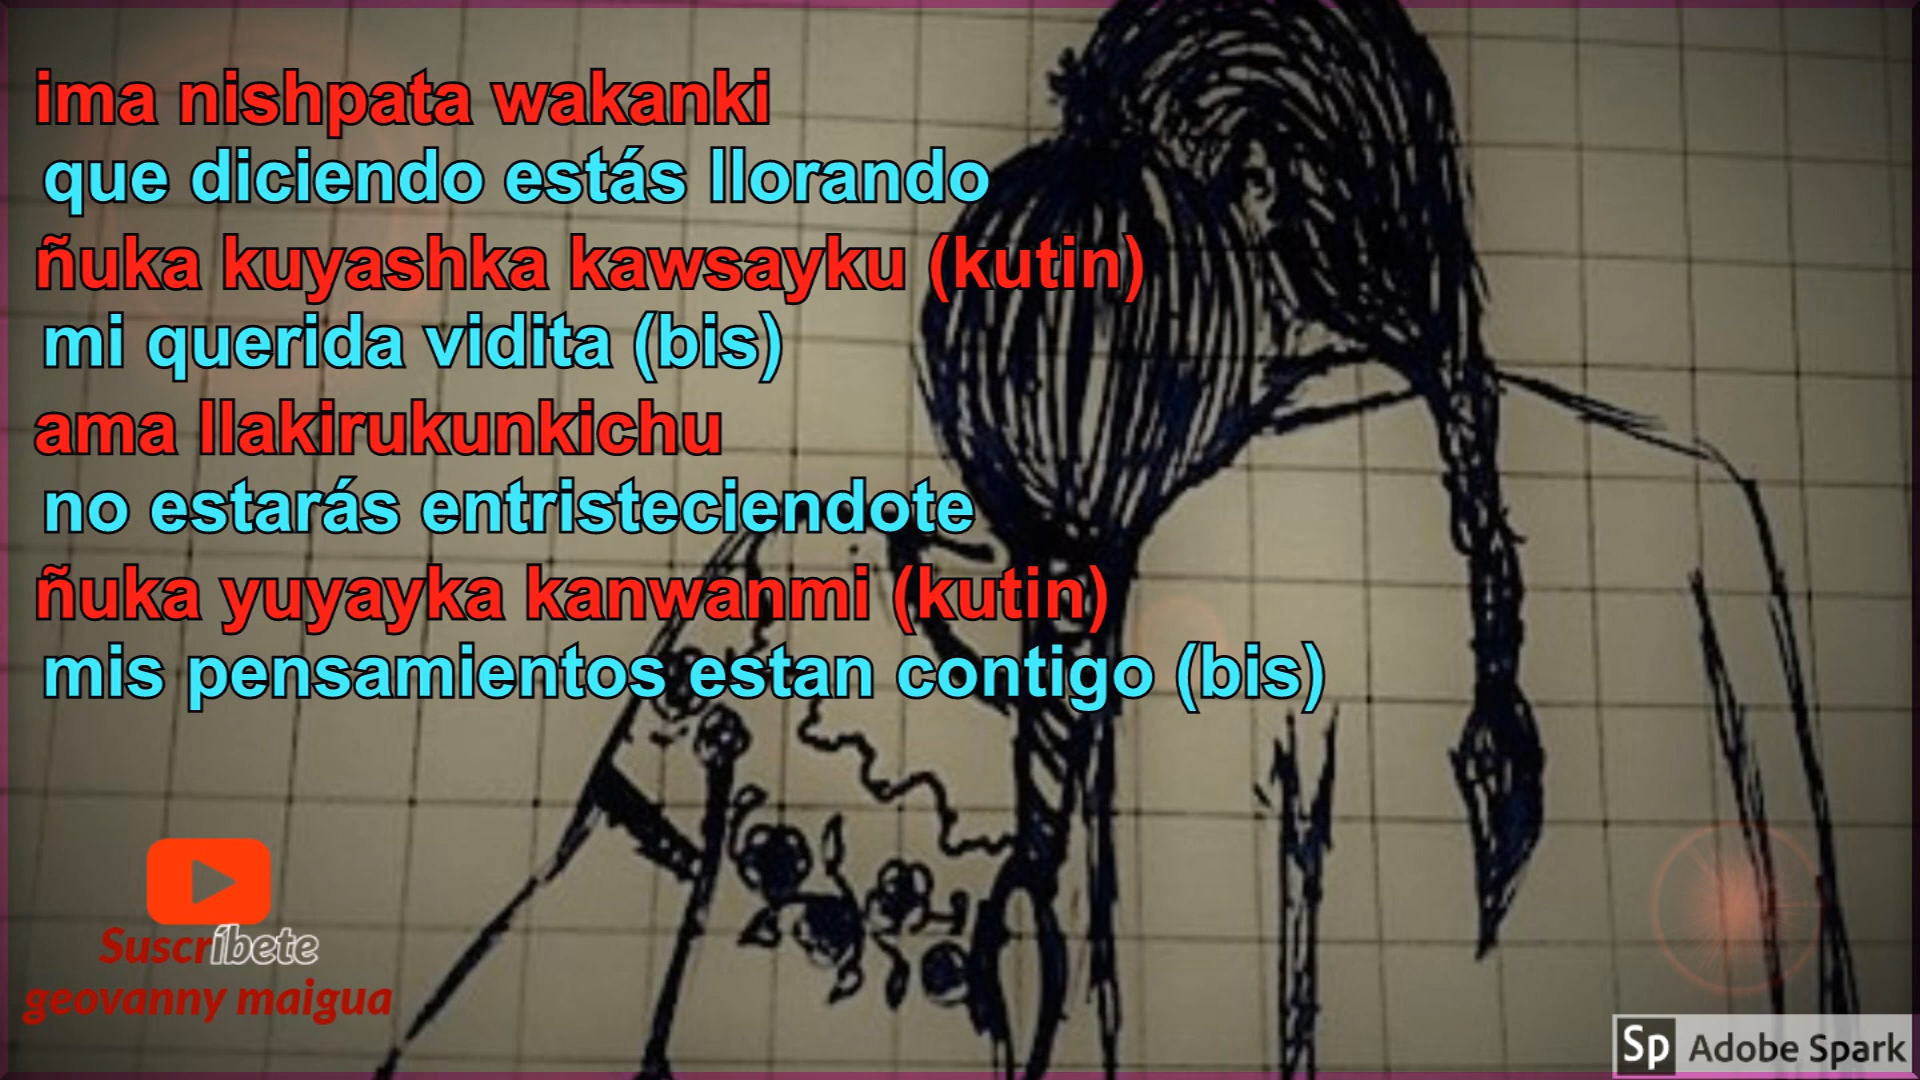 ima nishpata wakanki
que diciendo estás llorando
ñuka kuyashka kawsayku (kutin)
mi querida vidita (bis)
ama llakirukunkichu
no estarás entristeciendote
ñuka yuyayka kanwanmi (kutin)
mis pensamientos estan contigo (bis)
Suscríbete
geovanny maigua
Sp Adobe Spark